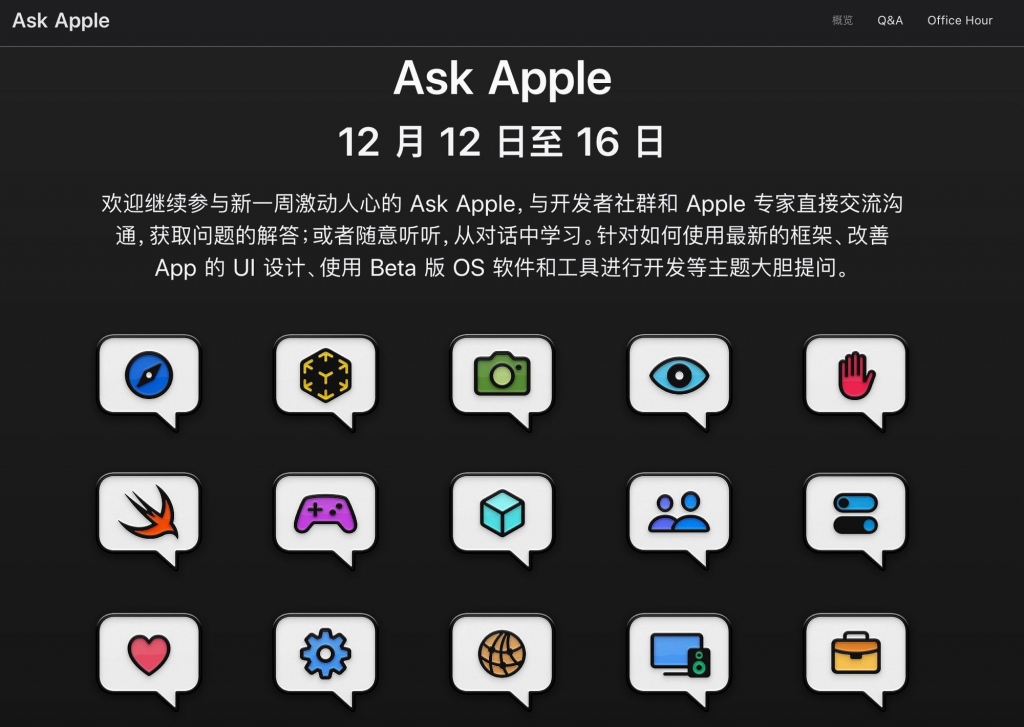 Ask Apple
概览 Q&A Office Hour
Ask Apple
12 月 12 日至 16 日
欢迎继续参与新一周激动人心的 Ask Apple，与开发者社群和 Apple 专家直接交流沟
通，获取问题的解答；或者随意听听，从对话中学习。针对如何使用最新的框架、改善
App 的 UI 设计、使用 Beta 版 OS 软件和工具进行开发等主题大胆提问。